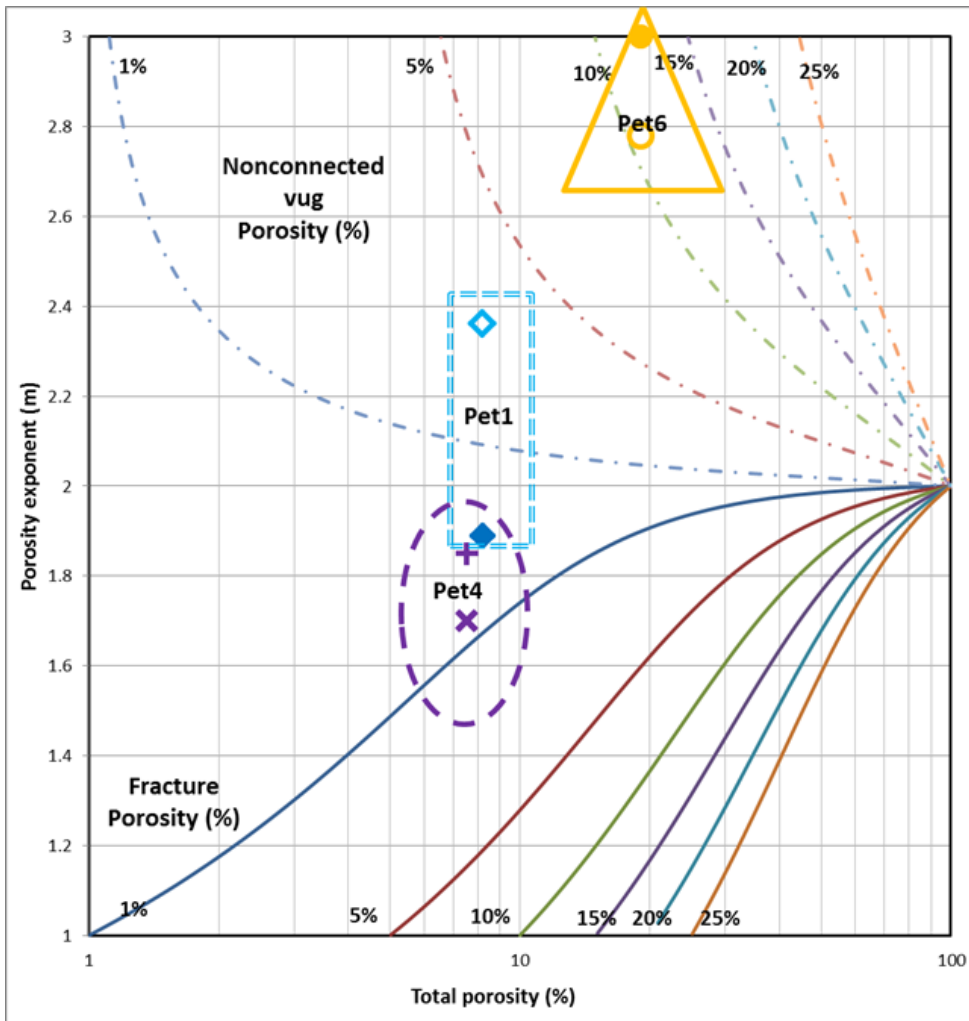 3
2.8
2.6
2.4
2.2
2
1.8
1.6
1.4
1.2
1
Porosity exponent (m)
1%
5%
10%
15%
20%
25%
Pet6
Nonconnected
vug
Porosity (%)
Pet1
Pet4
Fracture
Porosity (%)
1%
5%
10%
15%
20%
25%
1
10
100
Total porosity (%)